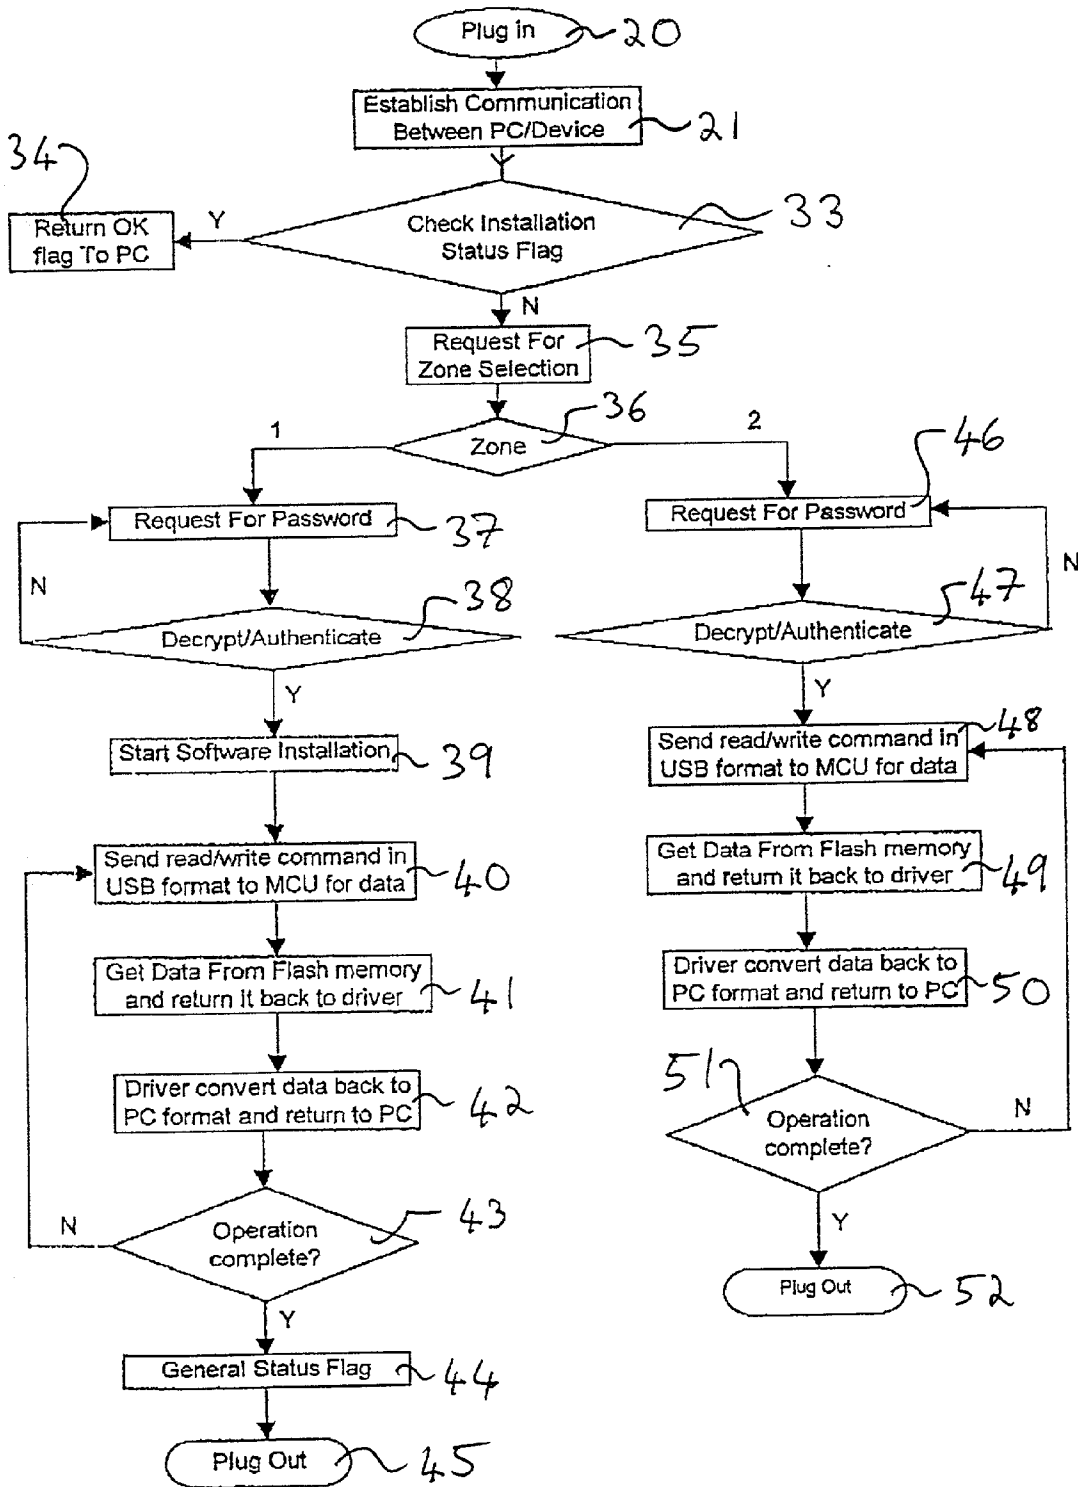 Plug in
20
Establish Communication
Between PC/Device
21
34
Y
Return OK
flag To PC
Check Installation
Status Flag
33
N
Request For
Zone Selection
35
36
1
Zone
2
46
Request For Password
37
Request For Password
N
N
38
Decrypt/Authenticate
47
Decrypt/Authenticate
Y
Y
Start Software Installation
39
Send read/write command in
USB format to MCU for data
48
Send read/write command in
USB format to MCU for data
40
Get Data From Flash memory
and return it back to driver
49
Get Data From Flash memory
and return it back to driver
41
Driver convert data back to
PC format and return to PC
50
Driver convert data back to
PC format and return to PC
42
51
Operation
complete?
N
Operation
complete?
43
N
Y
Y
Plug Out
52
General Status Flag
44
Plug Out
45